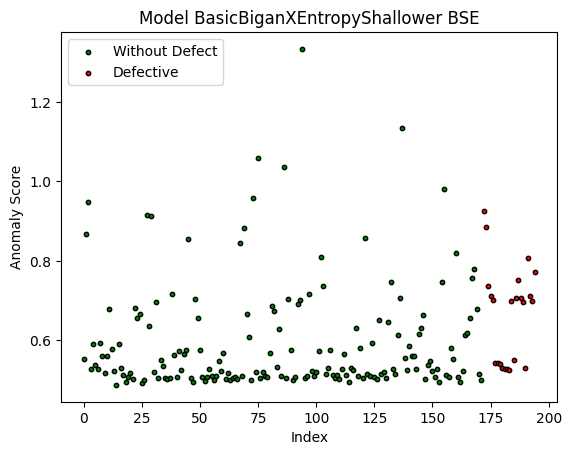 Model BasicBiganXEntropyShallower BSE
Without Defect
Defective
1.2
1.0
0.8
0.6
Anomaly Score
0 25 50 75 100 125 150 175 200
Index